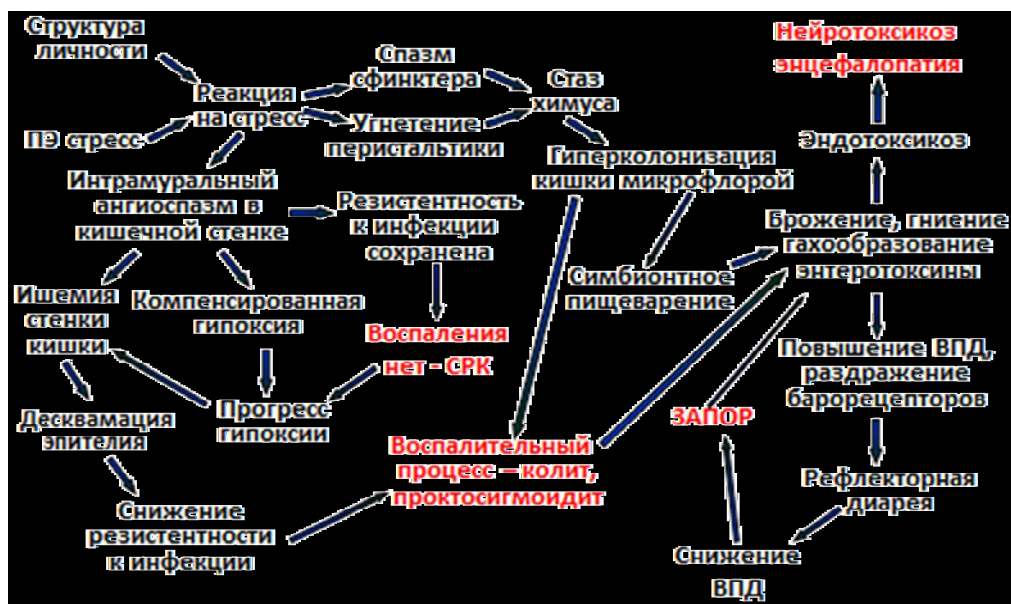 Структура
личности
ПЭ стресс
Реакция
на стресс
Спазм
сфинктера
Угнетение
перистальтики
Стаз
химуса
Гиперколонизация
кишки микрофлорой
Интрамуральный
ангиоспазм в
кишечной стенке
Резистентность
к инфекции
сохранена
Симбионтное
пищеварение
Нейротоксикоз
энцефалопатия
Эндотоксикоз
Брожение, гниение
гахообразование
энтеротоксины
Ишемия
стенки
кишки
Компенсированная
гипоксия
Воспаления
нет - СРК
Повышение ВПД,
раздражение
барорецепторов
Десквамация
эпителия
Прогресс
гипоксии
ЗАПОР
Воспалительный
процесс – колит,
проктосигмоидит
Рефлекторная
диарея
Снижение
резистентности
к инфекции
Снижение
ВПД